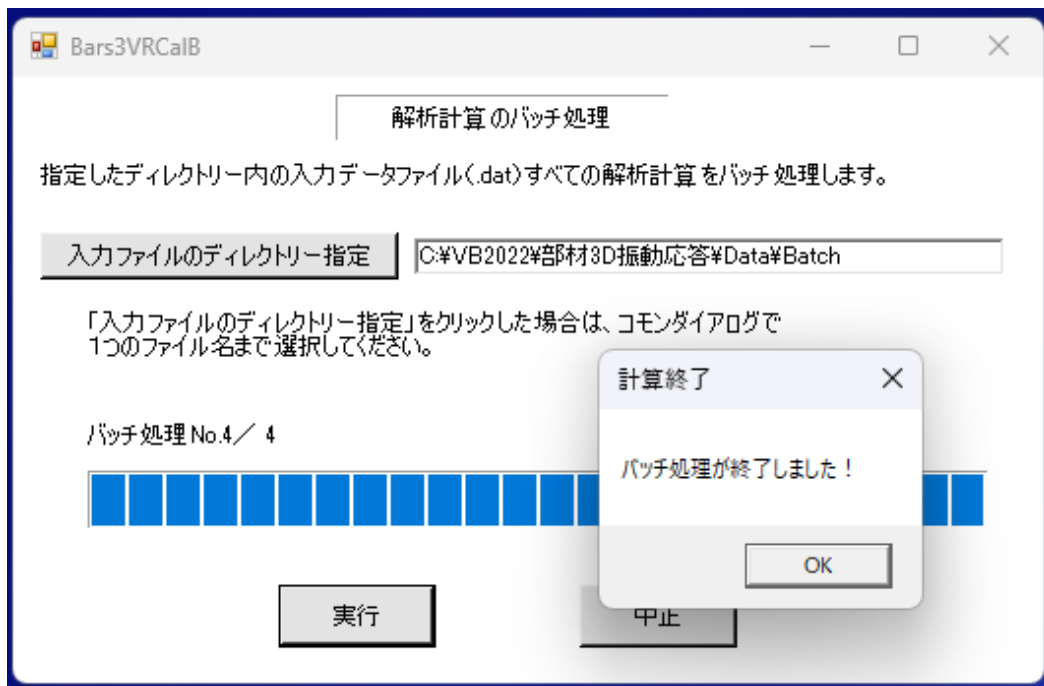 Bars3VRCalB
解析計算のバッチ処理
指定したディレクトリー内の入力データファイル(.dat)すべての解析計算をバッチ処理します。
入力ファイルのディレクトリー指定
C:¥VB2022¥部材3D振動応答¥Data¥Batch
「入力ファイルのディレクトリー指定」をクリックした場合は、コモンダイアログで
1つのファイル名まで選択してください。
計算終了
バッチ処理No.4／ 4
バッチ処理が終了しました！
OK
実行
中止